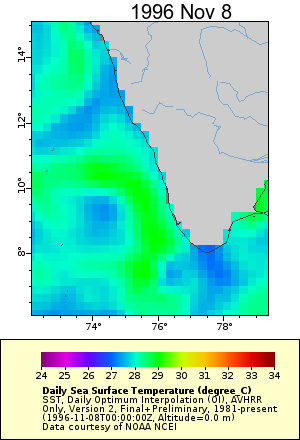 1996 Nov 8
14°
12°
10°
8°
74°
76°
78°
24 25 26 27 28 29 30 31 32 33 34
Daily Sea Surface Temperature (degree_C)
SST, Daily Optimum Interpolation (OI), AVHRR
Only, Version 2, Final+Preliminary, 1981-present
(1996-11-08T00:00:00Z, Altitude=0.0 m)
Data courtesy of NOAA NCEI